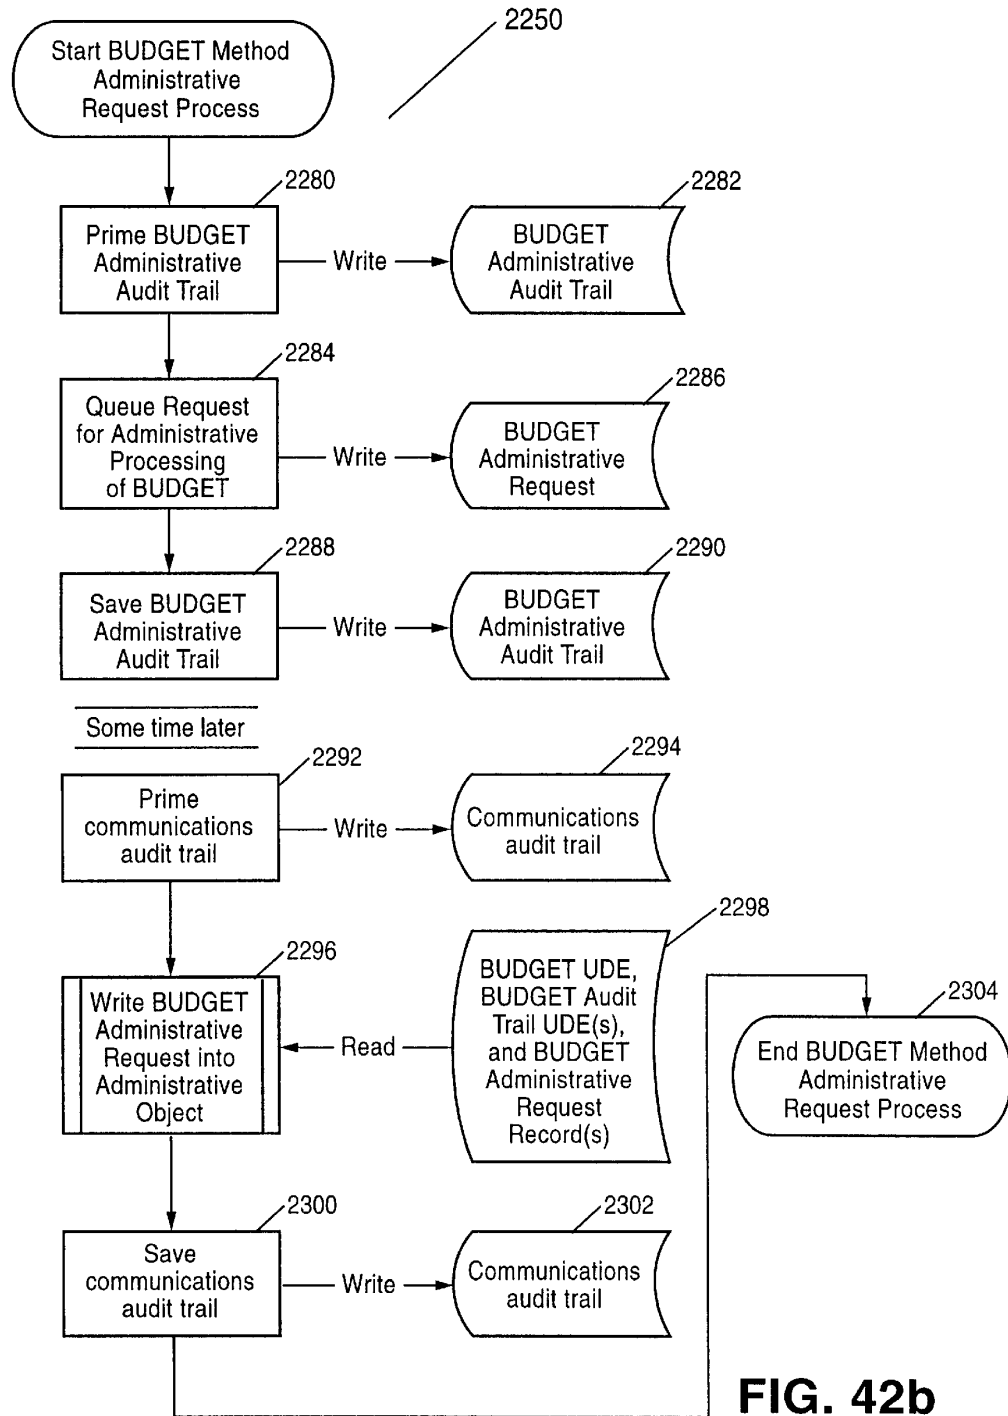 2250
Start BUDGET Method
Administrative
Request Process
2280
Prime BUDGET
Administrative
Audit Trail
Write
2282
BUDGET
Administrative
Audit Trail
2284
Queue Request
for Administrative
Processing
of BUDGET
Write
2286
BUDGET
Administrative
Request
2288
Save BUDGET
Administrative
Audit Trail
Write
2290
BUDGET
Administrative
Audit Trail
Some time later
2292
Prime
communications
audit trail
Write
2294
Communications
audit trail
2296
Write BUDGET
Administrative
Request into
Administrative
Object
Read
2298
BUDGET UDE,
BUDGET Audit
Trail UDE(s),
and BUDGET
Administrative
Request
Record(s)
2300
Save
communications
audit trail
Write
2302
Communications
audit trail
2304
End BUDGET Method
Administrative
Request Process
FIG. 42b